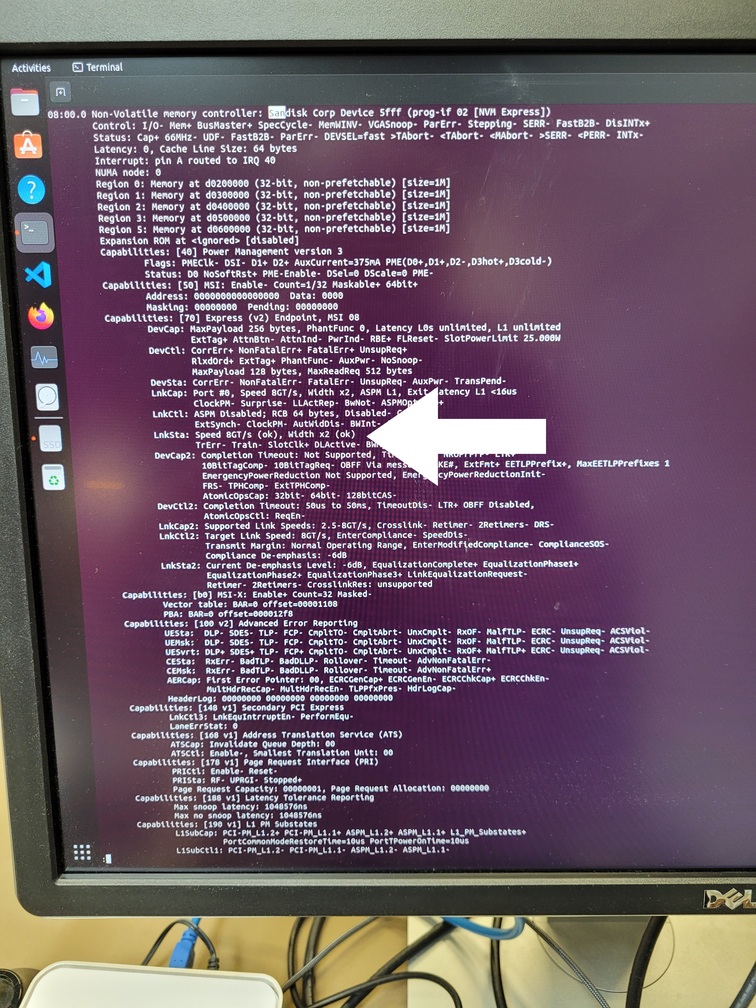 Activities
Terminal
08:00.0 Non-Volatile memory controller: Sandisk Corp Device 5fff (prog-if 02 [NVM Express])
Control: I/O- Mem+ BusMaster+ SpecCycle- MemWINV- VGASnoop- ParErr- Stepping- SERR- FastB2B- DisINTx+
Status: Cap+ 66MHz- UDF- FastB2B- ParErr- DEVSEL=fast >TAbort- <TAbort- <MAbort- >SERR- <PERR- INTx-
Latency: 0, Cache Line Size: 64 bytes
Interrupt: pin A routed to IRQ 40
NUMA node: 0
Region 0: Memory at d0200000 (32-bit, non-prefetchable) [size=1M]
Region 1: Memory at d0300000 (32-bit, non-prefetchable) [size=1M]
Region 2: Memory at d0400000 (32-bit, non-prefetchable) [size=1M]
Region 3: Memory at d0500000 (32-bit, non-prefetchable) [size=1M]
Region 5: Memory at d0600000 (32-bit, non-prefetchable) [size=1M]
Expansion ROM at <ignored> [disabled]
Capabilities: [40] Power Management version 3
Flags: PMEClk- DSI- D1+ D2+ AuxCurrent=375mA PME(D0+,D1+,D2-,D3hot+,D3cold-)
Status: D0 NoSoftRst+ PME-Enable- DSel=0 DScale=0 PME-
Capabilities: [50] MSI: Enable- Count=1/32 Maskable+ 64bit+
Address: 0000000000000000 Data: 0000
Masking: 00000000 Pending: 00000000
Capabilities: [70] Express (v2) Endpoint, MSI 08
DevCap: MaxPayload 256 bytes, PhantFunc 0, Latency L0s unlimited, L1 unlimited
ExtTag+ AttnBtn- AttnInd- PwrInd- RBE+ FLReset- SlotPowerLimit 25.000W
DevCtl: CorrErr+ NonFatalErr+ FatalErr+ UnsupReq+
RlxdOrd+ ExtTag+ PhantFunc- AuxPwr- NoSnoop-
MaxPayload 128 bytes, MaxReadReq 512 bytes
DevSta: CorrErr- NonFatalErr- FatalErr- UnsupReq- AuxPwr- TransPend-
LnkCap: Port #0, Speed 8GT/s, Width x2, ASPM L1, Exit Latency L1 <16us
ClockPM- Surprise- LLActRep- BwNot-
LnkCtl: ASPM Disabled; RCB 64 bytes, Disabled-
ExtSynch- ClockPM- AutWidDis- BWInt-
LnkSta: Speed 8GT/s (ok), Width x2 (ok)
TrErr- Train- SlotClk+ DLActive-
DevCap2: Completion Timeout: Not Supported, LTR+
10BitTagComp- 10BitTagReq- OBFF Via ExtFmt+ EETLPPrefix+, MaxEETLPPrefixes 1
EmergencyPowerReduction Not Supported, EmergencyPowerReductionInit-
FRS- TPHComp- ExtTPHComp-
AtomicOpsCap: 32bit- 64bit- 128bitCAS-
DevCtl2: Completion Timeout: 50us to 50ms, TimeoutDis- LTR+ OBFF Disabled,
AtomicOpsCtl: ReqEn-
LnkCap2: Supported Link Speeds: 2.5-8GT/s, Crosslink- Retimer- 2Retimers- DRS-
LnkCtl2: Target Link Speed: 8GT/s, EnterCompliance- SpeedDis-
Transmit Margin: Normal Operating Range, EnterModifiedCompliance- ComplianceSOS-
Compliance De-emphasis: -6dB
LnkSta2: Current De-emphasis Level: -6dB, EqualizationComplete+ EqualizationPhase1+
EqualizationPhase2+ EqualizationPhase3+ LinkEqualizationRequest-
Retimer- 2Retimers- CrosslinkRes: unsupported
Capabilities: [b0] MSI-X: Enable+ Count=32 Masked-
Vector table: BAR=0 offset=00001108
PBA: BAR=0 offset=000012f8
Capabilities: [100 v2] Advanced Error Reporting
UESta: DLP- SDES- TLP- FCP- CmpltTO- CmpltAbrt- UnxCmplt- RxOF- MalfTLP- ECRC- UnsupReq- ACSViol-
UEMsk: DLP- SDES- TLP- FCP- CmpltTO- CmpltAbrt- UnxCmplt- RxOF- MalfTLP- ECRC- UnsupReq- ACSViol-
UESvrt: DLP+ SDES+ TLP- FCP+ CmpltTO- CmpltAbrt- UnxCmplt- RxOF+ MalfTLP+ ECRC- UnsupReq- ACSViol-
CESta: RxErr- BadTLP- BadDLLP- Rollover- Timeout- AdvNonFatalErr-
CEMsk: RxErr- BadTLP- BadDLLP- Rollover- Timeout- AdvNonFatalErr+
AERCap: First Error Pointer: 00, ECRCGenCap+ ECRCGenEn- ECRCChkCap+ ECRCChkEn-
MultHdrRecCap- MultHdrRecEn- TLPPfxPres- HdrLogCap-
HeaderLog: 00000000 00000000 00000000 00000000
Capabilities: [148 v1] Secondary PCI Express
LnkCtl3: LnkEquIntrruptEn- PerformEqu-
LaneErrStat: 0
Capabilities: [168 v1] Address Translation Service (ATS)
ATSCap: Invalidate Queue Depth: 00
ATSCtl: Enable-, Smallest Translation Unit: 00
Capabilities: [178 v1] Page Request Interface (PRI)
PRICtl: Enable- Reset-
PRISta: RF- UPRGI- Stopped+
Page Request Capacity: 00000001, Page Request Allocation: 00000000
Capabilities: [188 v1] Latency Tolerance Reporting
Max snoop latency: 1048576ns
Max no snoop latency: 1048576ns
Capabilities: [190 v1] L1 PM Substates
L1SubCap: PCI-PM_L1.2+ PCI-PM_L1.1+ ASPM_L1.2+ ASPM_L1.1+ L1_PM_Substates+
PortCommonModeRestoreTime=10us PortTPowerOnTime=10us
L1SubCtl1: PCI-PM_L1.2- PCI-PM_L1.1- ASPM_L1.2- ASPM_L1.1-
:
SSD
DELL